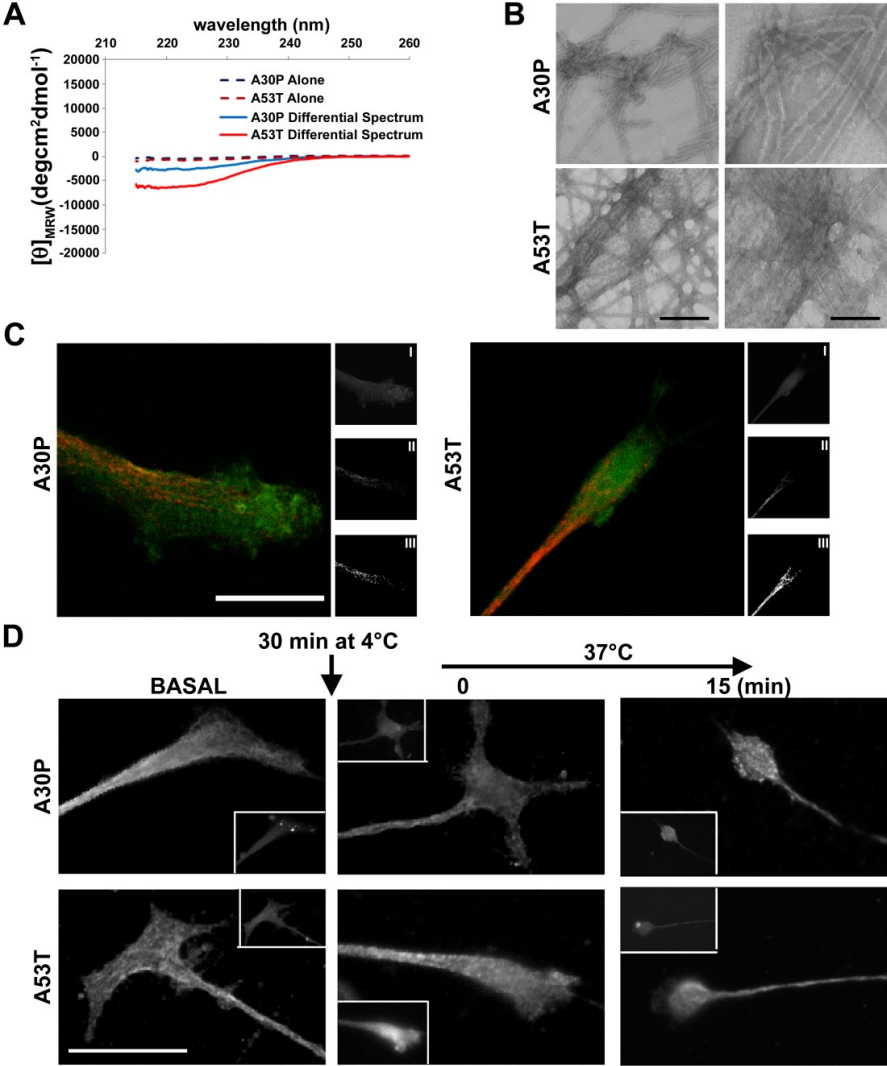 A
wavelength (nm)
210 220 230 240 250 260
20000
15000
10000
5000
0
-5000
-10000
-15000
-20000
[θ]MRW(degcm2dmol-1)
A30P Alone
A53T Alone
A30P Differential Spectrum
A53T Differential Spectrum
B
A30P
A53T
C
A30P
I
II
III
A53T
I
II
III
D
30 min at 4°C
37°C
BASAL
0
15 (min)
A30P
A53T